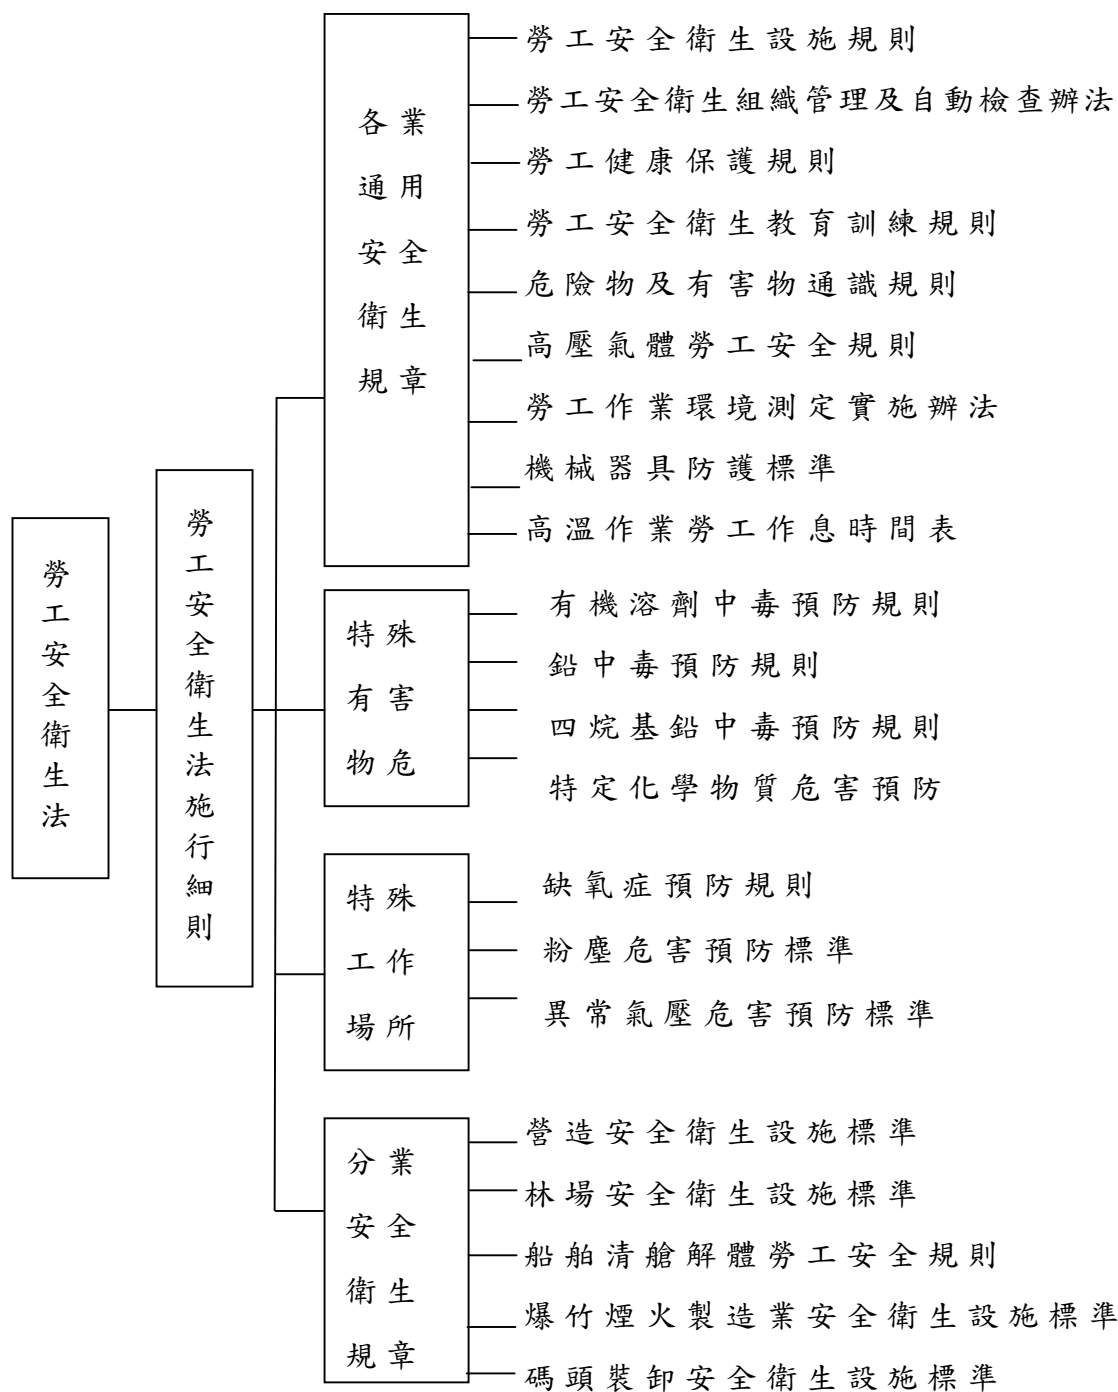 勞工安全衛生法
勞工安全衛生法施行細則
各業
通用
安全
衛生
規章
勞工安全衛生設施規則
勞工安全衛生組織管理及自動檢查辦法
勞工健康保護規則
勞工安全衛生教育訓練規則
危險物及有害物通識規則
高壓氣體勞工安全規則
勞工作業環境測定實施辦法
機械器具防護標準
高溫作業勞工作息時間表
特殊
有害
物危
有機溶劑中毒預防規則
鉛中毒預防規則
四烷基鉛中毒預防規則
特定化學物質危害預防
特殊
工作
場所
缺氧症預防規則
粉塵危害預防標準
異常氣壓危害預防標準
分業
安全
衛生
規章
營造安全衛生設施標準
林場安全衛生設施標準
船舶清艙解體勞工安全規則
爆竹煙火製造業安全衛生設施標準
碼頭裝卸安全衛生設施標準